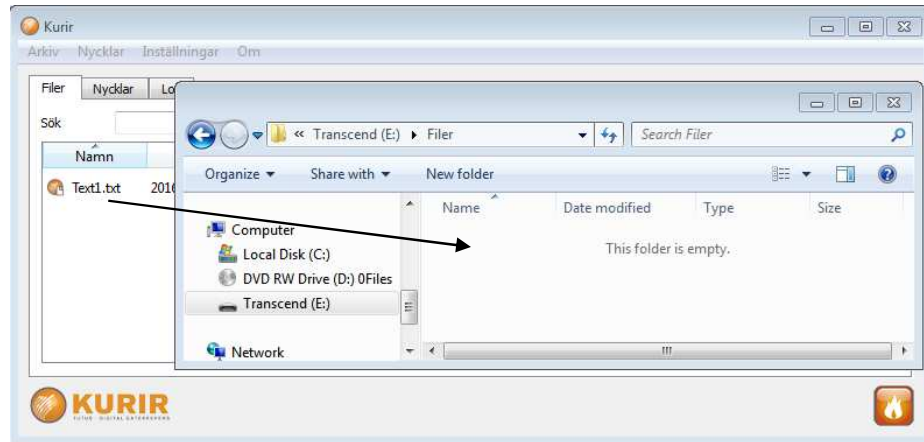 Kurir
Arkiv Nycklar Inställningar Om
Filer Nycklar Lo
Sök
Namn
Text1.txt 2016
« Transcend (E:) Filer
Search Filer
Organize Share with New folder
Name Date modified Type Size
This folder is empty.
Computer
Local Disk (C:)
DVD RW Drive (D:) 0Files
Transcend (E:)
Network
KURIR